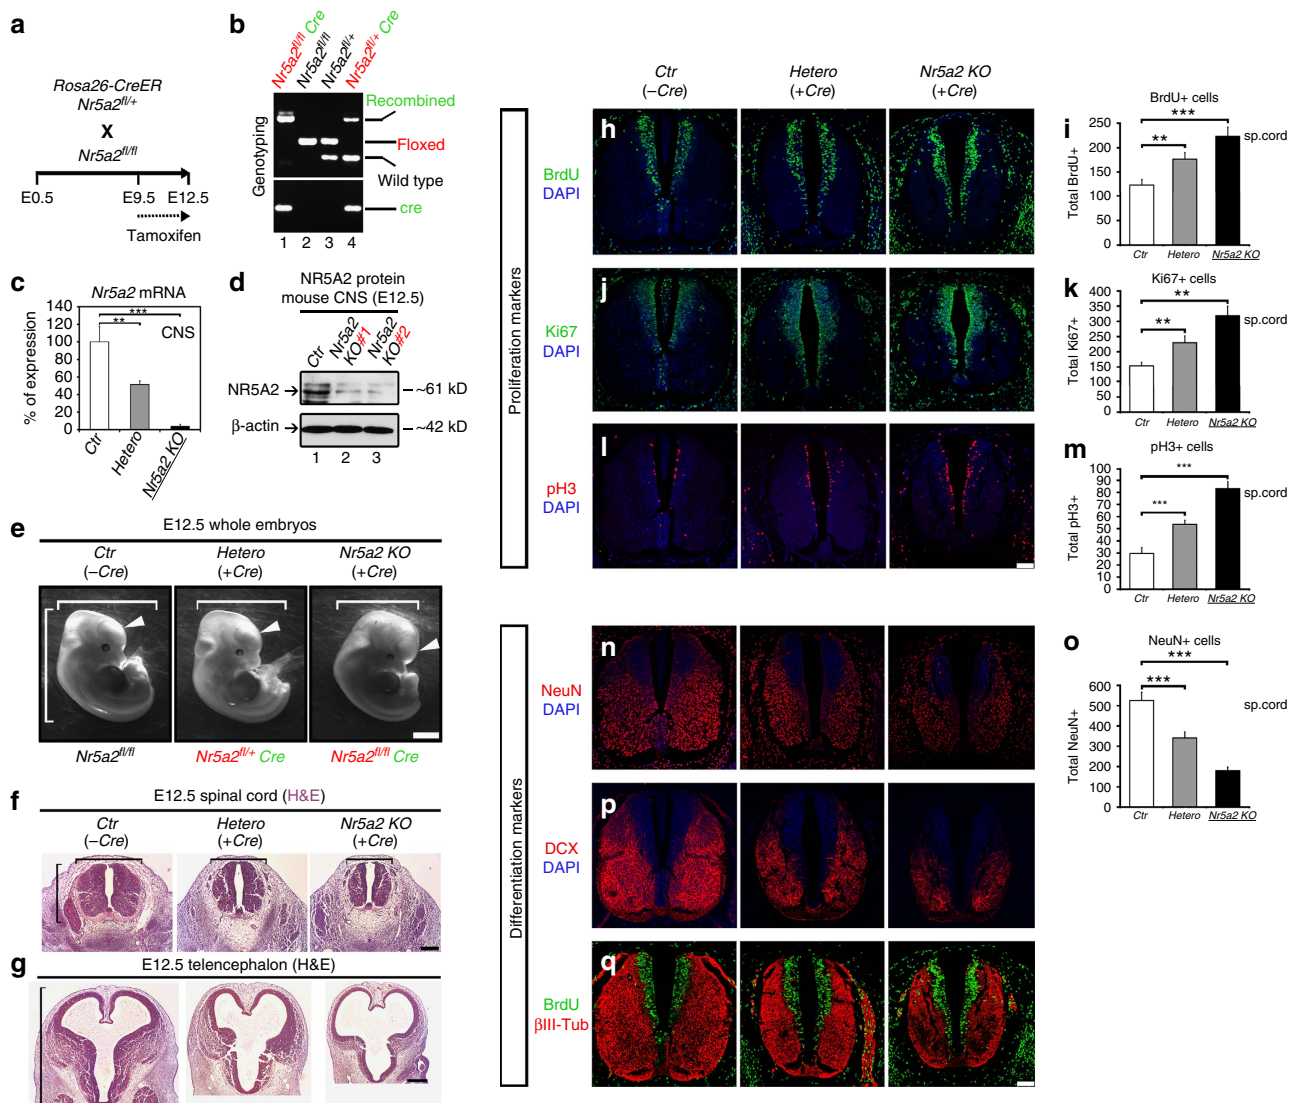 a
Rosa26-CreER
Nr5a2fl/+
X
Nr5a2fl/fl
E0.5
E9.5
E12.5
Tamoxifen
b
Nr5a2fl/fl Cre
Nr5a2fl/fl
Nr5a2fl/+
Nr5a2fl/+ Cre
Genotyping
Recombined
Floxed
Wild type
cre
1 2 3 4
c
Nr5a2 mRNA
CNS
***
**
% of expression
140
120
100
80
60
40
20
0
Ctr
Hetero
Nr5a2 KO
d
NR5A2 protein
mouse CNS (E12.5)
Ctr
Nr5a2 KO#1
Nr5a2 KO#2
NR5A2
~61 kD
β-actin
~42 kD
1 2 3
e
E12.5 whole embryos
Ctr (–Cre)
Hetero (+Cre)
Nr5a2 KO (+Cre)
Nr5a2fl/fl
Nr5a2fl/+ Cre
Nr5a2fl/fl Cre
f
E12.5 spinal cord (H&E)
Ctr (–Cre)
Hetero (+Cre)
Nr5a2 KO (+Cre)
g
E12.5 telencephalon (H&E)
Ctr (–Cre)
Hetero (+Cre)
Nr5a2 KO (+Cre)
Proliferation markers
h
BrdU
DAPI
j
Ki67
DAPI
l
pH3
DAPI
Differentiation markers
n
NeuN
DAPI
p
DCX
DAPI
q
BrdU
βIII-Tub
i
BrdU+ cells
***
**
sp.cord
Total BrdU+
250
200
150
100
50
0
Ctr
Hetero
Nr5a2 KO
k
Ki67+ cells
**
**
sp.cord
Total Ki67+
400
350
300
250
200
150
100
50
0
Ctr
Hetero
Nr5a2 KO
m
pH3+ cells
***
***
sp.cord
Total pH3+
100
90
80
70
60
50
40
30
20
10
0
Ctr
Hetero
Nr5a2 KO
o
NeuN+ cells
***
***
sp.cord
Total NeuN+
600
500
400
300
200
100
0
Ctr
Hetero
Nr5a2 KO